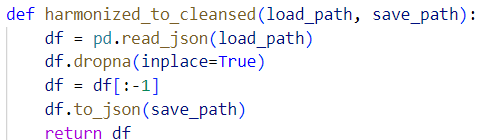 def harmonized_to_cleansed(load_path, save_path):
    df = pd.read_json(load_path)
    df.dropna(inplace=True)
    df = df[:-1]
    df.to_json(save_path)
    return df